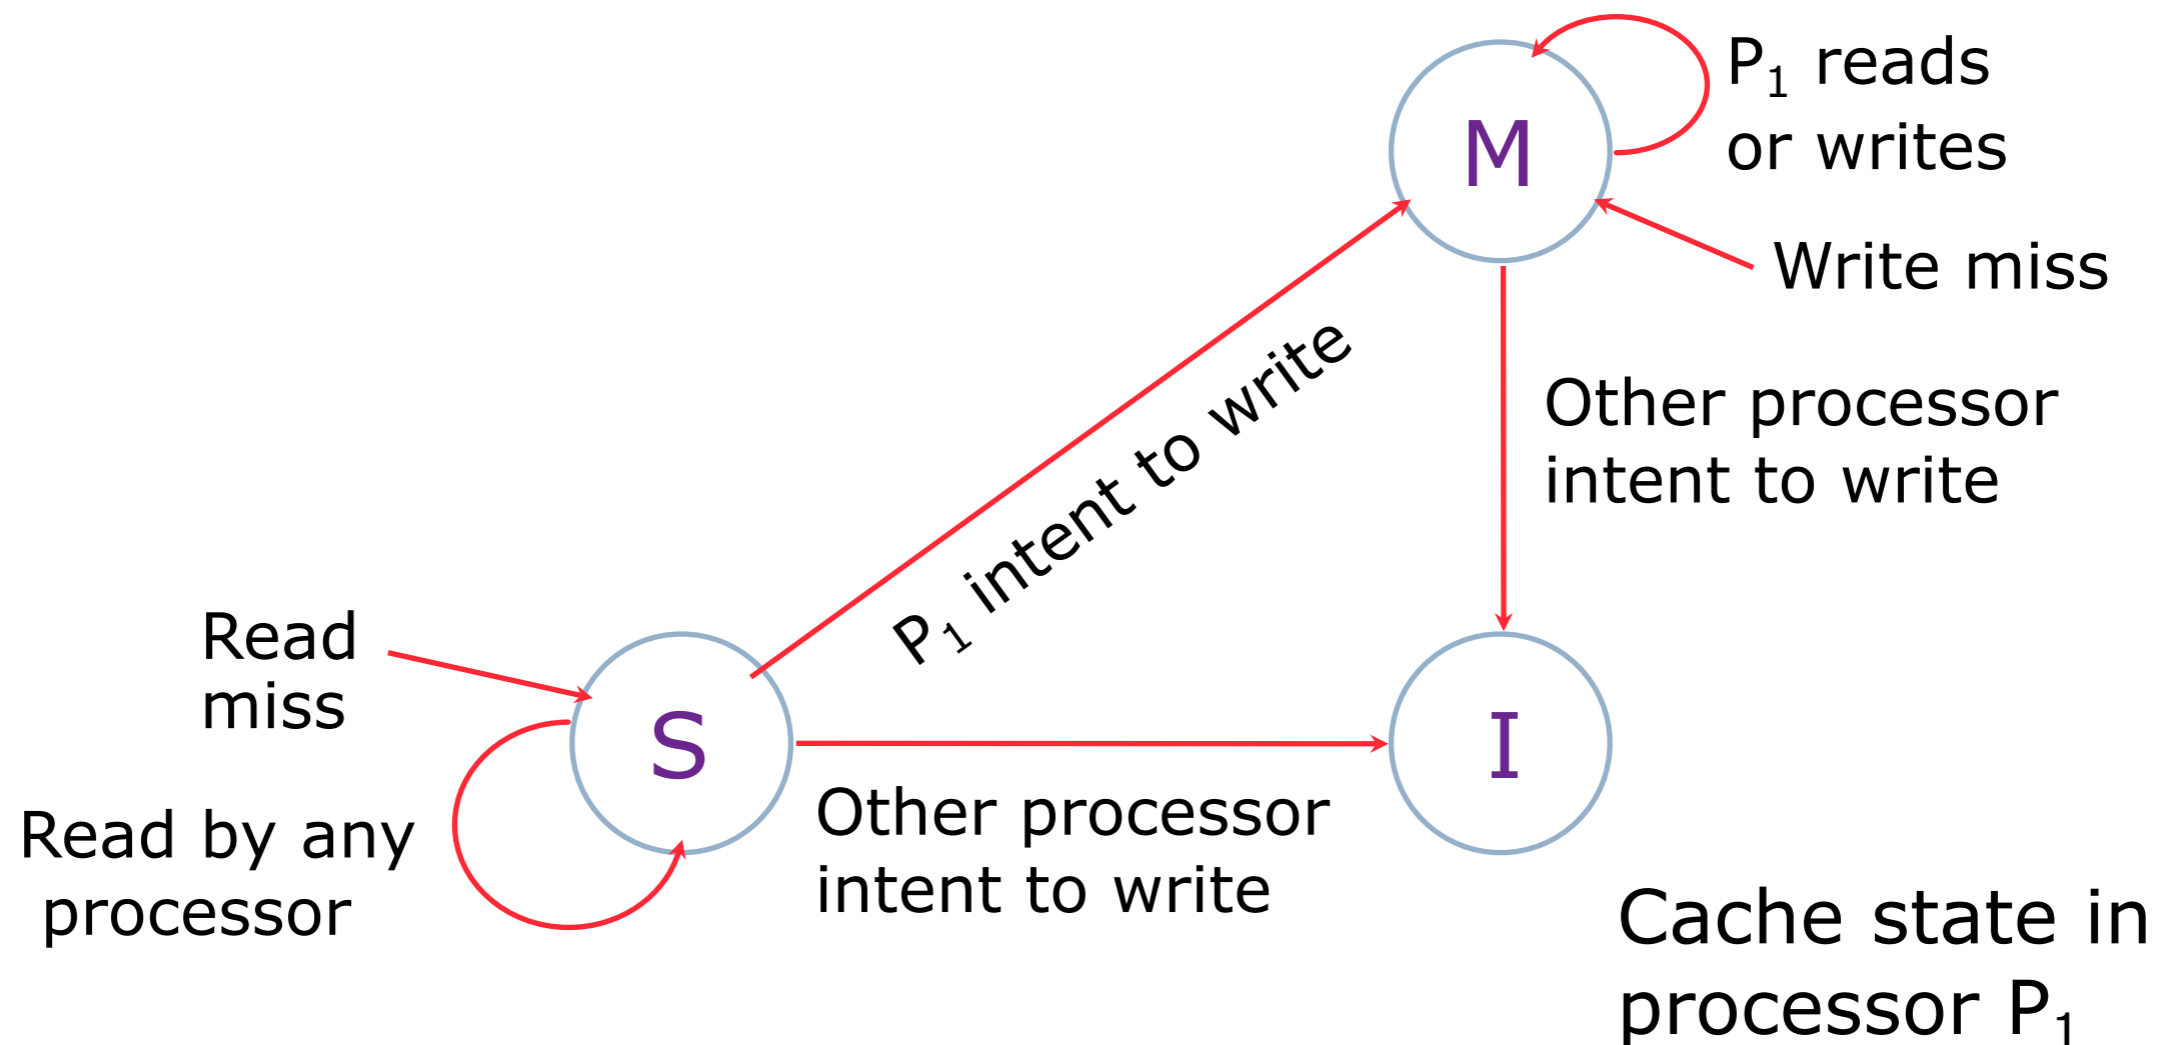 P₁ reads
or writes
M
Write miss
P₁ intent to write
Other processor
intent to write
Read
miss
S
I
Read by any
processor
Other processor
intent to write
Cache state in
processor P₁